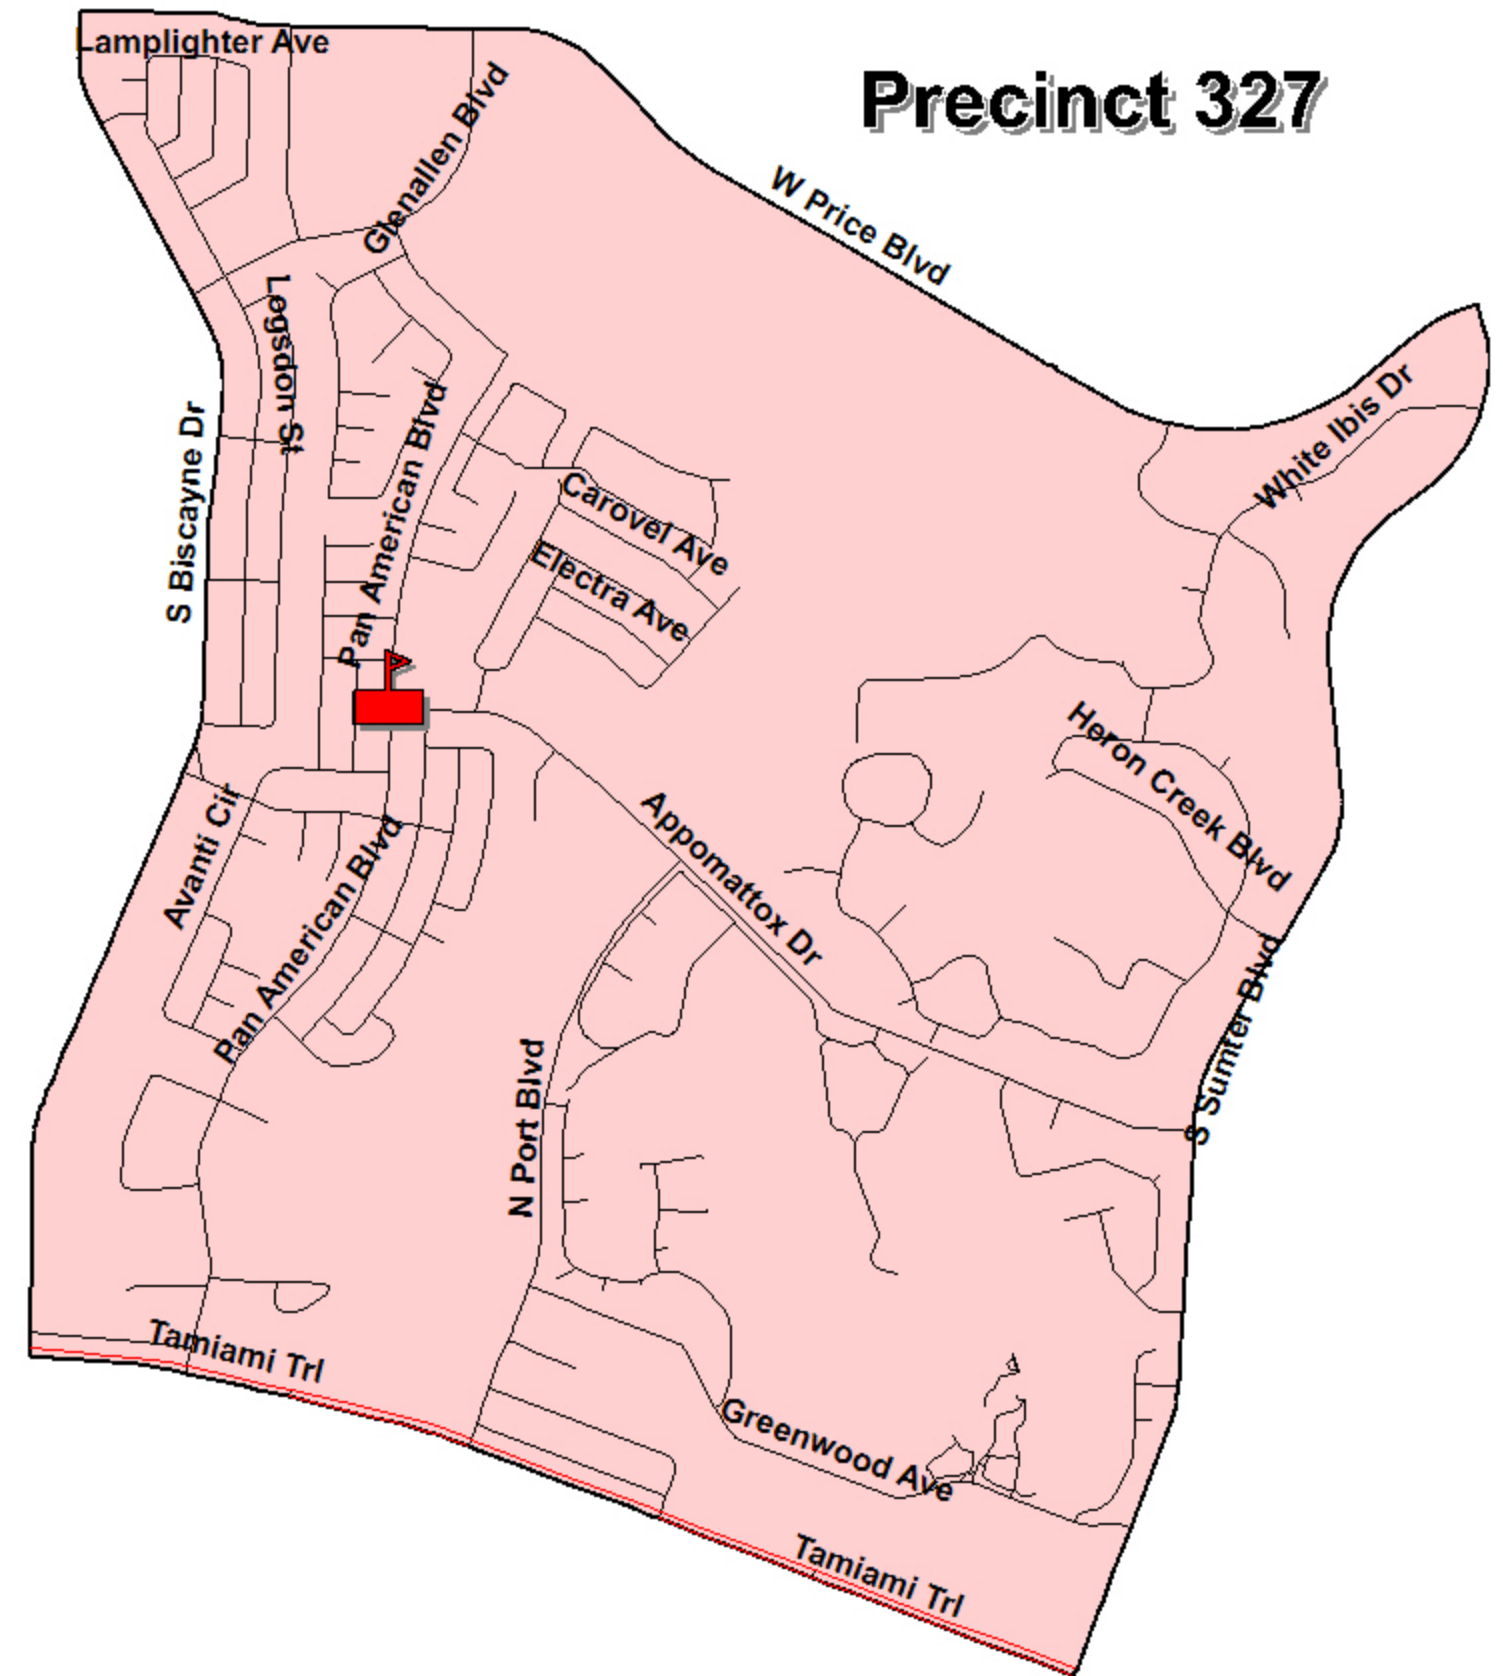 Lamplighter Ave
Precinct 327
Glenallen Blvd
W Price Blvd
Logsdon St
White Ibis Dr
S Biscayne Dr
Pan American Blvd
Carovel Ave
Electra Ave
Heron Creek Blvd
Appomattox Dr
Avanti Cir
Pan American Blvd
S Sumter Blvd
N Port Blvd
Tamiami Trl
Greenwood Ave
Tamiami Trl